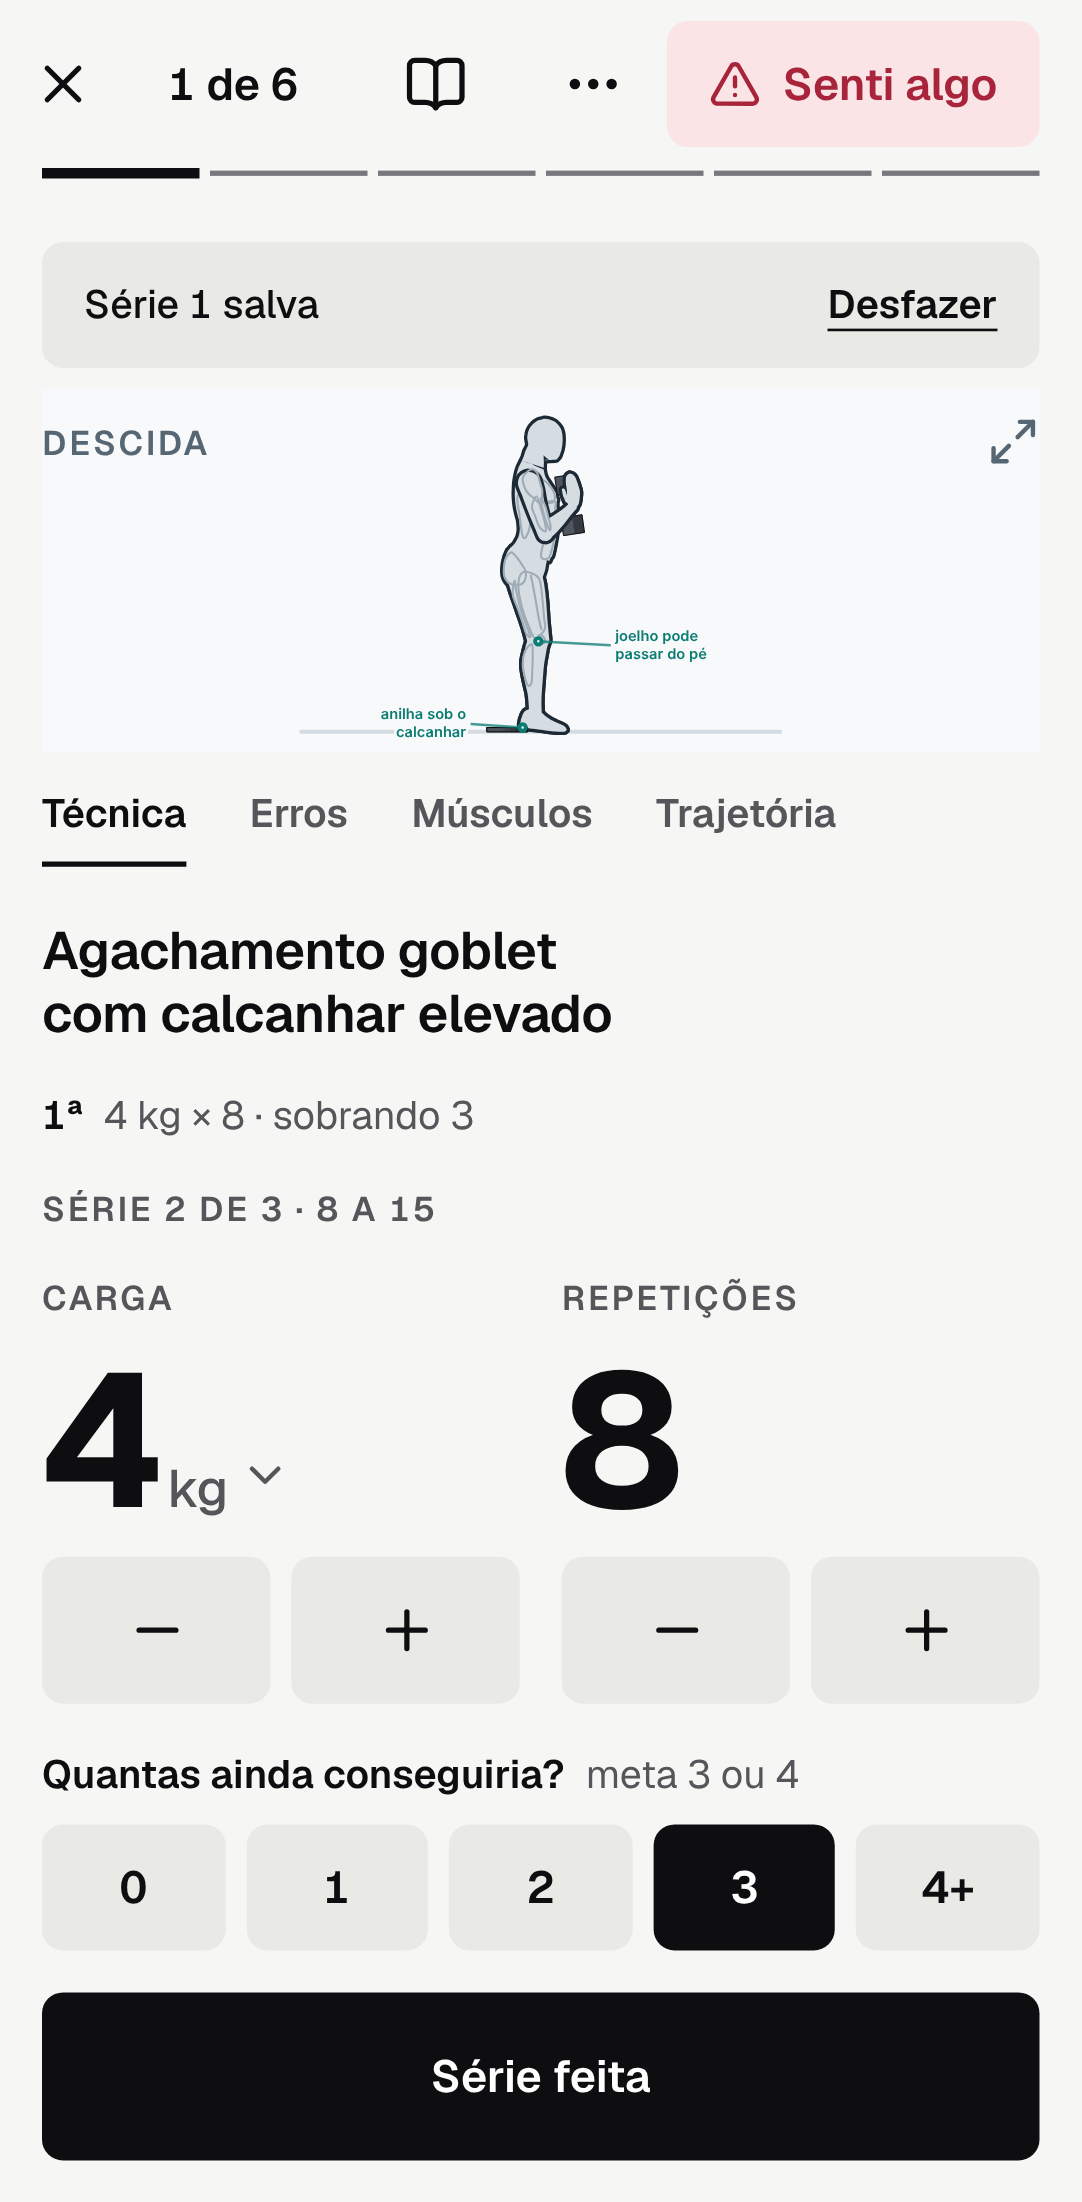 1 de 6
Senti algo
Série 1 salva
Desfazer
DESCIDA
joelho pode
passar do pé
anilha sob o
calcanhar
Técnica
Erros
Músculos
Trajetória
Agachamento goblet
com calcanhar elevado
1ª 4 kg × 8 · sobrando 3
SÉRIE 2 DE 3 · 8 A 15
CARGA
REPETIÇÕES
4 kg
8
Quantas ainda conseguiria? meta 3 ou 4
0
1
2
3
4+
Série feita